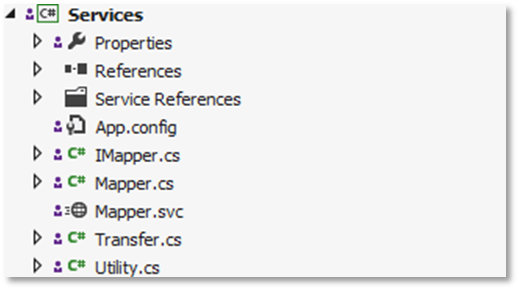 C# Services
Properties
References
Service References
App.config
C# IMapper.cs
C# Mapper.cs
Mapper.svc
C# Transfer.cs
C# Utility.cs